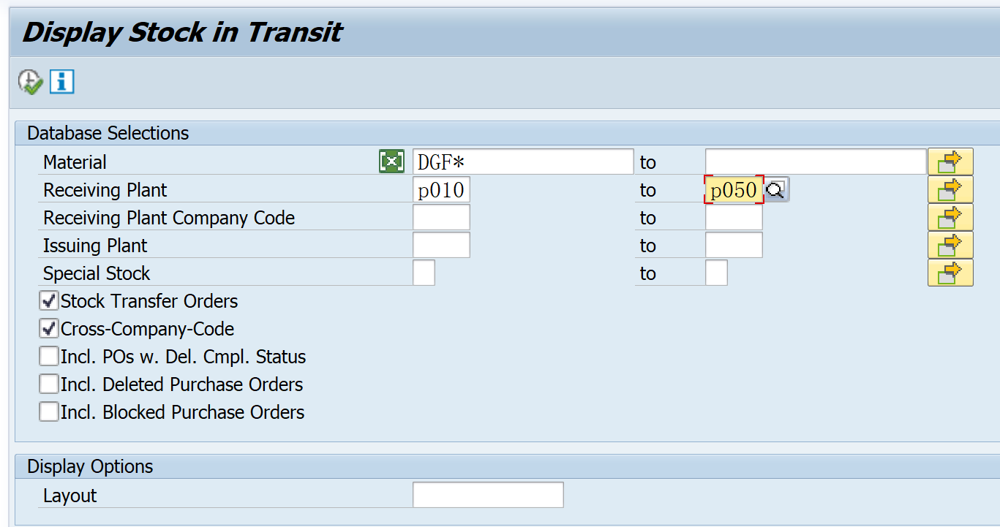 Display Stock in Transit
Database Selections
Material DGF* to
Receiving Plant p010 to p050
Receiving Plant Company Code to
Issuing Plant to
Special Stock to
Stock Transfer Orders
Cross-Company-Code
Incl. POs w. Del. Cmpl. Status
Incl. Deleted Purchase Orders
Incl. Blocked Purchase Orders
Display Options
Layout